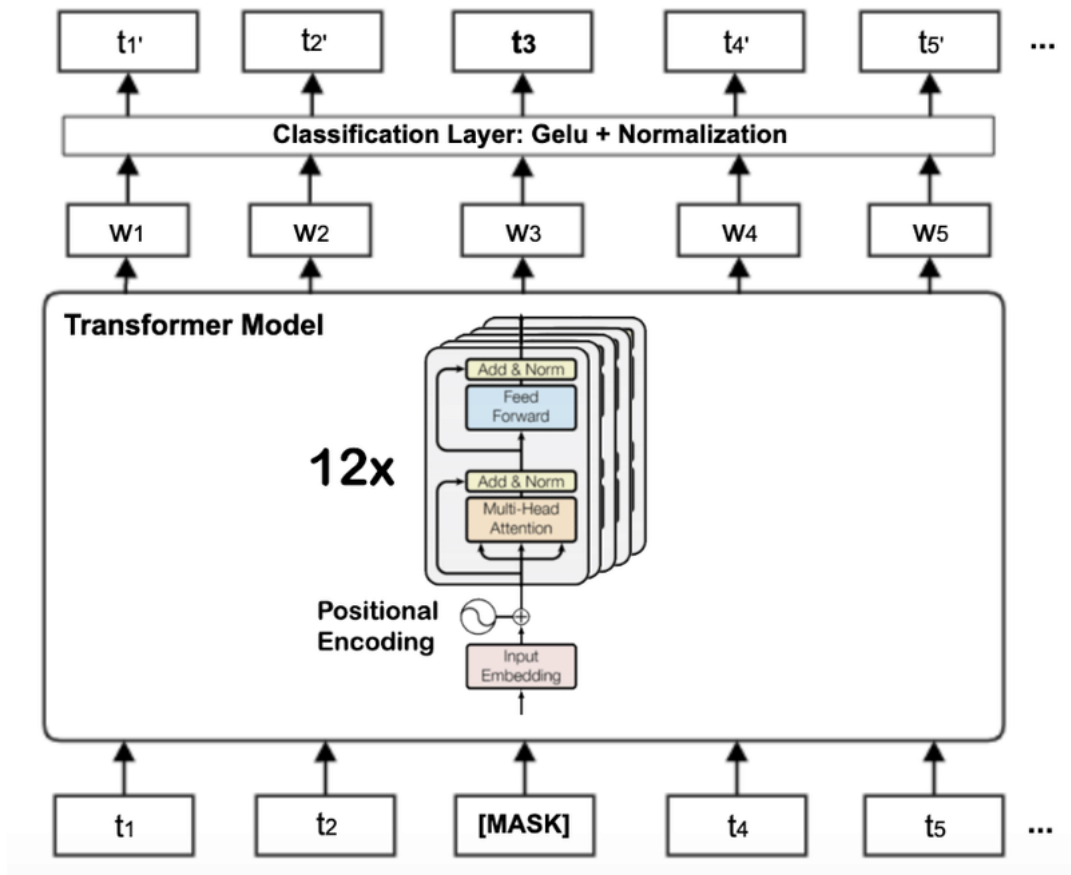 t1' t2' t3 t4' t5' ...
Classification Layer: Gelu + Normalization
W1 W2 W3 W4 W5
Transformer Model
Add & Norm
Feed
Forward
12x
Add & Norm
Multi-Head
Attention
Positional
Encoding
Input
Embedding
t1 t2 [MASK] t4 t5 ...